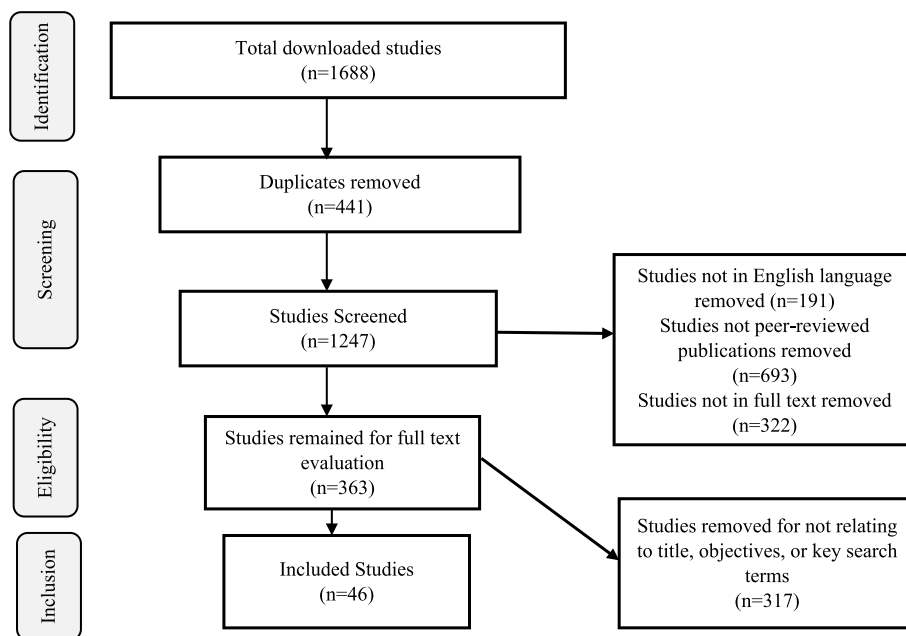 Identification
Total downloaded studies
(n=1688)
Screening
Duplicates removed
(n=441)
Studies Screened
(n=1247)
Studies not in English language
removed (n=191)
Studies not peer-reviewed
publications removed
(n=693)
Studies not in full text removed
(n=322)
Eligibility
Studies remained for full text
evaluation
(n=363)
Studies removed for not relating
to title, objectives, or key search
terms
(n=317)
Inclusion
Included Studies
(n=46)